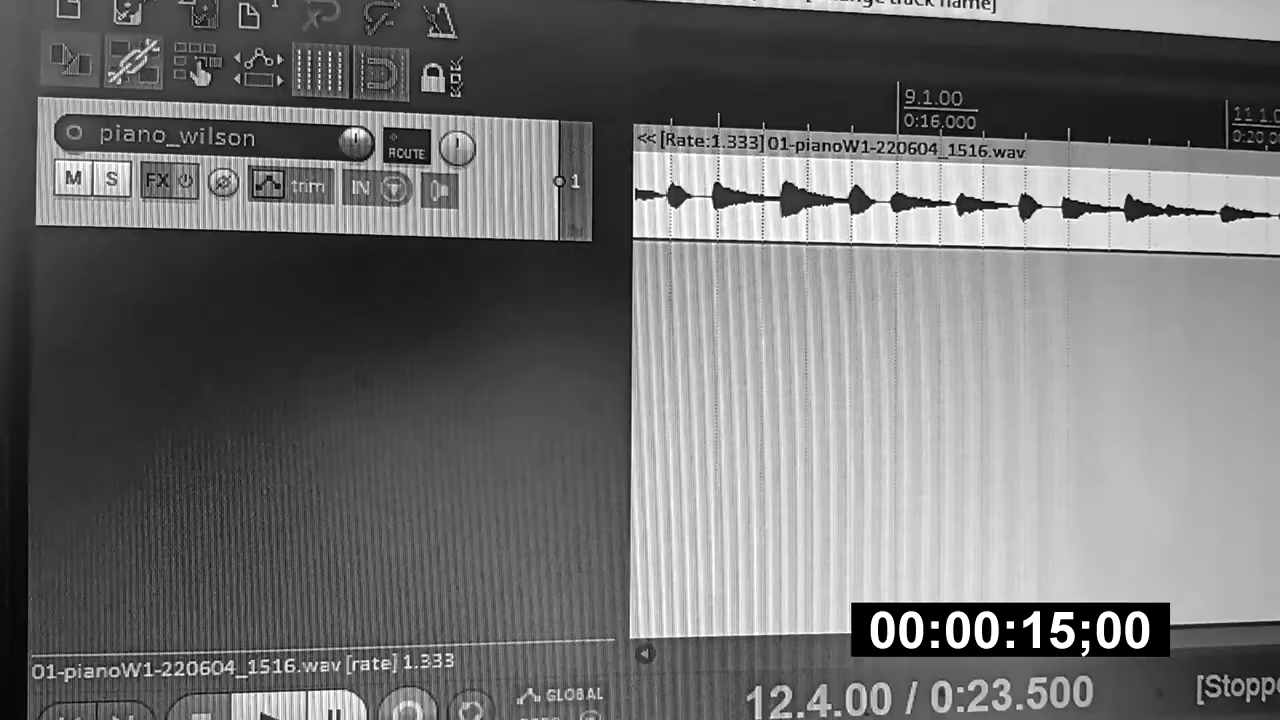 piano_wilson
ROUTE
M S FX trim IN
1
9.1.00
0:16,000
<< [Rate:1.333] 01-pianoW1-220604_1516.wav
01-pianoW1-220604_1516.wav [rate] 1.333
GLOBAL
12.4.00 / 0:23.500
00:00:15;00